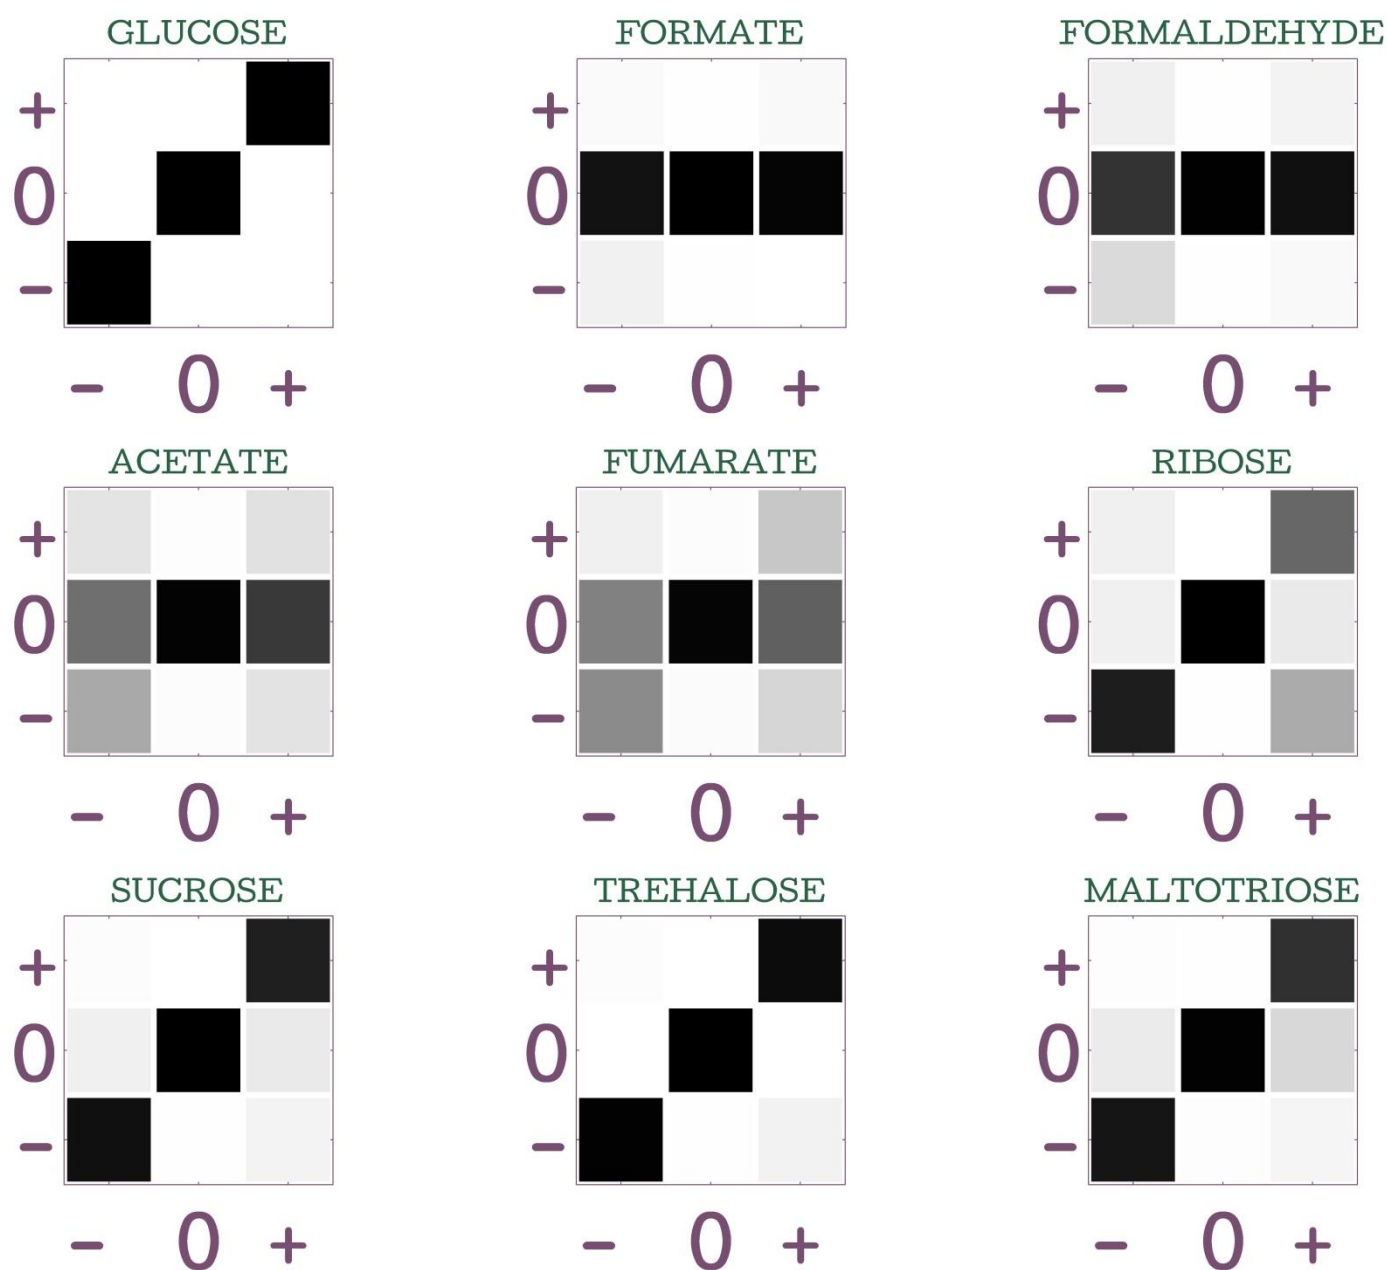 GLUCOSE FORMATE FORMALDEHYDE
+ + +
0 0 0
- - -
- 0 + - 0 + - 0 +
ACETATE FUMARATE RIBOSE
+ + +
0 0 0
- - -
- 0 + - 0 + - 0 +
SUCROSE TREHALOSE MALTOTRIOSE
+ + +
0 0 0
- - -
- 0 + - 0 + - 0 +